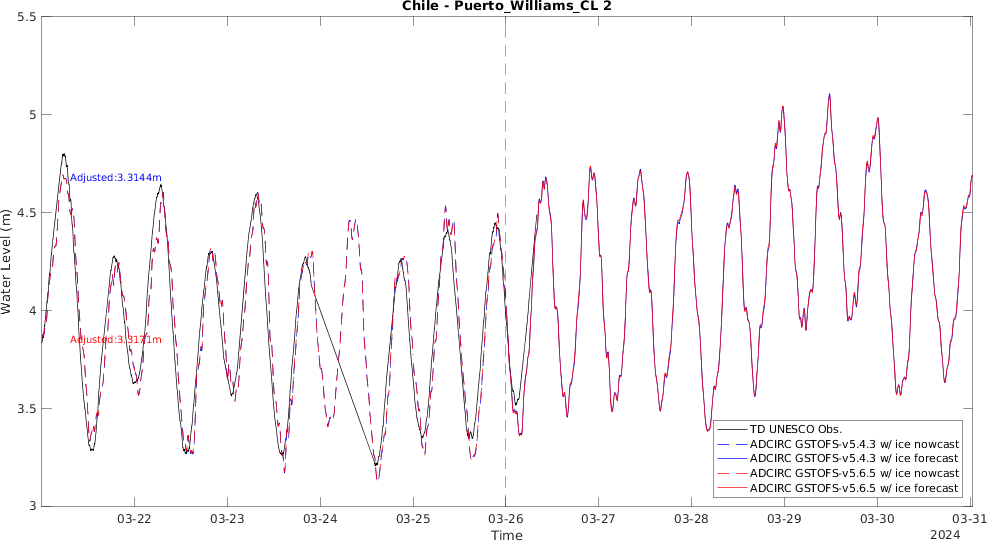 Chile - Puerto_Williams_CL 2
5.5
5
4.5
4
3.5
3
Water Level (m)
Adjusted:3.3144m
Adjusted:3.3171m
TD UNESCO Obs.
ADCIRC GSTOFS-v5.4.3 w/ ice nowcast
ADCIRC GSTOFS-v5.4.3 w/ ice forecast
ADCIRC GSTOFS-v5.6.5 w/ ice nowcast
ADCIRC GSTOFS-v5.6.5 w/ ice forecast
03-22 03-23 03-24 03-25 03-26 03-27 03-28 03-29 03-30 03-31
Time
2024